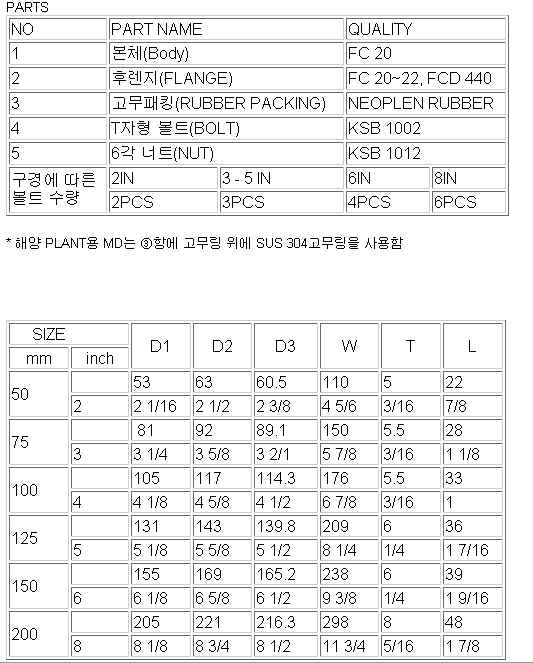 PARTS
NO PART NAME QUALITY
1 본체(Body) FC 20
2 후렌지(FLANGE) FC 20~22, FCD 440
3 고무패킹(RUBBER PACKING) NEOPLEN RUBBER
4 T자형 볼트(BOLT) KSB 1002
5 6각 너트(NUT) KSB 1012
구경에 따른 볼트 수량 2IN 3 - 5 IN 6IN 8IN
2PCS 3PCS 4PCS 6PCS
* 해양 PLANT용 MD는 ③항에 고무링 위에 SUS 304고무링을 사용함
SIZE D1 D2 D3 W T L
mm inch
50 53 63 60.5 110 5 22
2 2 1/16 2 1/2 2 3/8 4 5/6 3/16 7/8
75 81 92 89.1 150 5.5 28
3 3 1/4 3 5/8 3 2/1 5 7/8 3/16 1 1/8
100 105 117 114.3 176 5.5 33
4 4 1/8 4 5/8 4 1/2 6 7/8 3/16 1
125 131 143 139.8 209 6 36
5 5 1/8 5 5/8 5 1/2 8 1/4 1/4 1 7/16
150 155 169 165.2 238 6 39
6 6 1/8 6 5/8 6 1/2 9 3/8 1/4 1 9/16
200 205 221 216.3 298 8 48
8 8 1/8 8 3/4 8 1/2 11 3/4 5/16 1 7/8